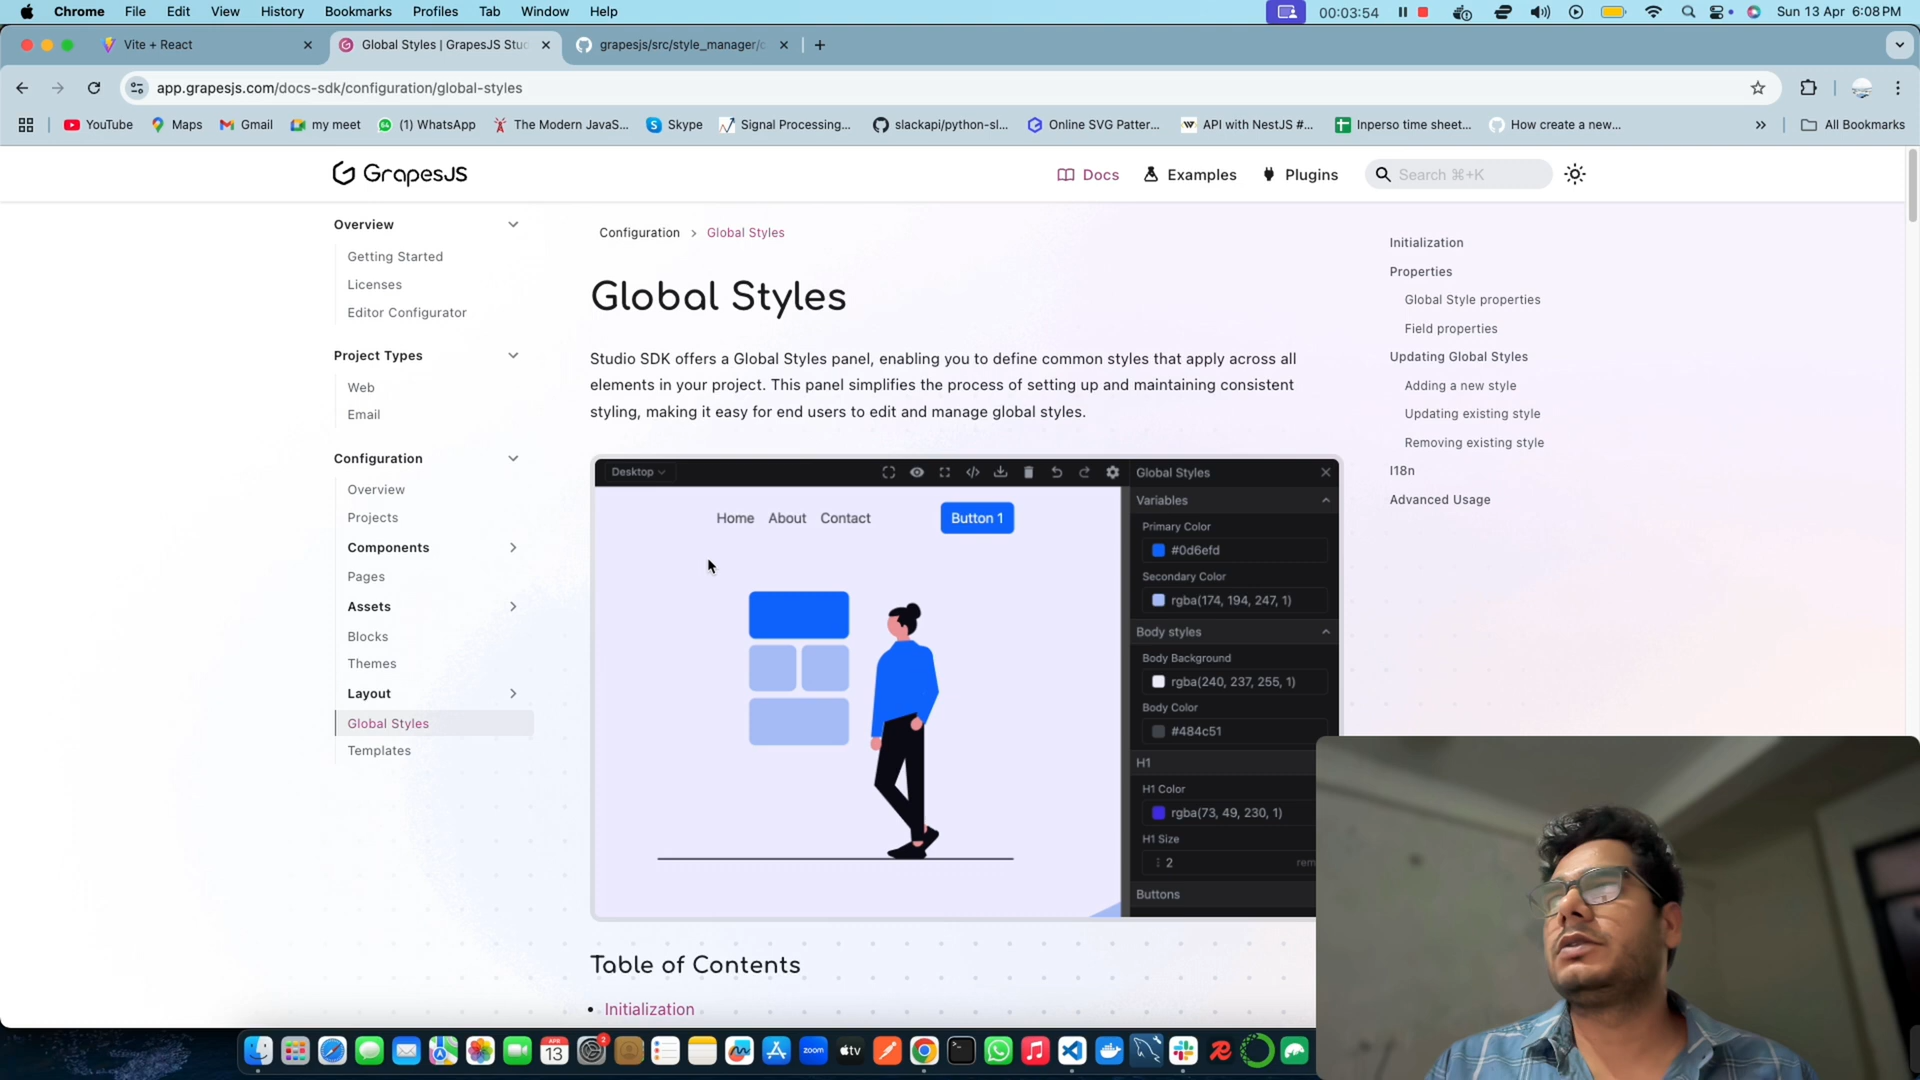 Chrome File Edit View History Bookmarks Profiles Tab Window Help 00:03:54 Sun 13 Apr 6:08 PM
Vite + React
Global Styles | GrapesJS Stu
grapesjs/src/style_manager/c
app.grapesjs.com/docs-sdk/configuration/global-styles
YouTube Maps Gmail my meet (1) WhatsApp The Modern JavaS... Skype Signal Processing... slackapi/python-sl... Online SVG Patter... API with NestJS #... Inperso time sheet... How create a new... All Bookmarks
GrapesJS
Docs Examples Plugins Search ⌘+K
Overview
Getting Started
Licenses
Editor Configurator
Project Types
Web
Email
Configuration
Overview
Projects
Components
Pages
Assets
Blocks
Themes
Layout
Global Styles
Templates
Configuration > Global Styles
Global Styles
Studio SDK offers a Global Styles panel, enabling you to define common styles that apply across all
elements in your project. This panel simplifies the process of setting up and maintaining consistent
styling, making it easy for end users to edit and manage global styles.
Desktop
Home About Contact Button 1
Global Styles
Variables
Primary Color
#0d6efd
Secondary Color
rgba(174, 194, 247, 1)
Body styles
Body Background
rgba(240, 237, 255, 1)
Body Color
#484c51
H1
H1 Color
rgba(73, 49, 230, 1)
H1 Size
2 rem
Buttons
Table of Contents
Initialization
Initialization
Properties
Global Style properties
Field properties
Updating Global Styles
Adding a new style
Updating existing style
Removing existing style
I18n
Advanced Usage
APR
13
2
zoom
tv